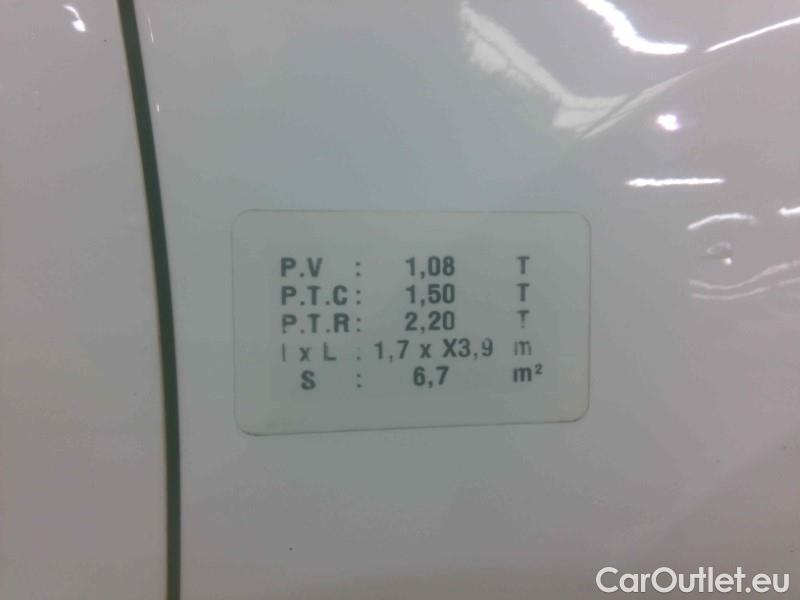 P.V : 1,08 T
P.T.C : 1,50 T
P.T.R : 2,20 T
l x L : 1,7 x X3,9 m
S : 6,7 m²
CarOutlet.eu